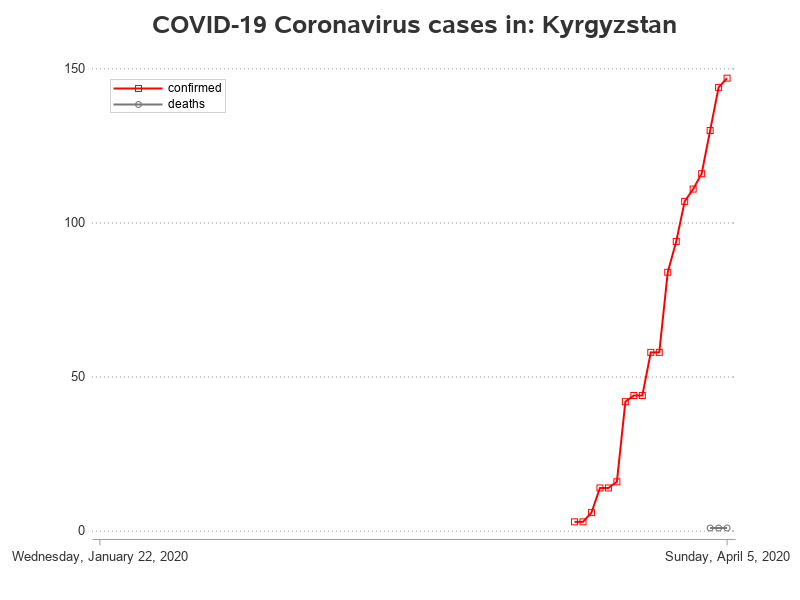 COVID-19 Coronavirus cases in: Kyrgyzstan
150
confirmed
deaths
100
50
0
Wednesday, January 22, 2020
Sunday, April 5, 2020